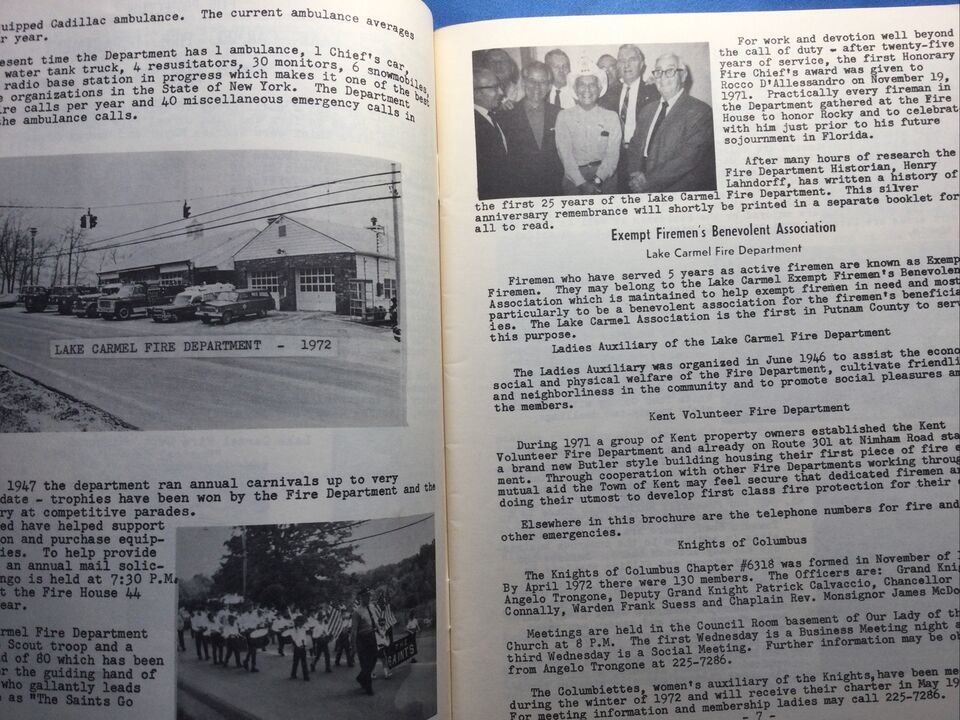 uipped Cadillac ambulance. The current ambulance averages
r year.
esent time the Department has 1 ambulance, 1 Chief's car,
water tank truck, 4 resusitators, 30 monitors, 6 snowmobiles,
radio base station in progress which makes it one of the best
e organizations in the State of New York. The Department
ire calls per year and 40 miscellaneous emergency calls in
the ambulance calls.
LAKE CARMEL FIRE DEPARTMENT - 1972
1947 the department ran annual carnivals up to very
date - trophies have been won by the Fire Department and the
ry at competitive parades.
ed have helped support
on and purchase equip-
ies. To help provide
an annual mail solic-
ngo is held at 7:30 P.M.
t the Fire House 44
ear.
rmel Fire Department
Scout troop and a
d of 80 which has been
r the guiding hand of
who gallantly leads
e as "The Saints Go
SAINTS
For work and devotion well beyond
the call of duty - after twenty-five
years of service, the first Honorary
Fire Chief's award was given to
Rocco D'Allessandro on November 19,
1971. Practically every fireman in
the Department gathered at the Fire
House to honor Rocky and to celebrat
with him just prior to his future
sojournment in Florida.
After many hours of research the
Fire Department Historian, Henry
Lahndorff, has written a history of
the first 25 years of the Lake Carmel Fire Department. This silver
anniversary remembrance will shortly be printed in a separate booklet for
all to read.
Exempt Firemen's Benevolent Association
Lake Carmel Fire Department
Firemen who have served 5 years as active firemen are known as Exemp
Firemen. They may belong to the Lake Carmel Exempt Firemen's Benevolen
Association which is maintained to help exempt firemen in need and most
particularly to be a benevolent association for the firemen's beneficia
ies. The Lake Carmel Association is the first in Putnam County to serv
this purpose.
Ladies Auxiliary of the Lake Carmel Fire Department
The Ladies Auxiliary was organized in June 1946 to assist the econo
social and physical welfare of the Fire Department, cultivate friendli
and neighborliness in the community and to promote social pleasures am
the members.
Kent Volunteer Fire Department
During 1971 a group of Kent property owners established the Kent
Volunteer Fire Department and already on Route 301 at Nimham Road sta
a brand new Butler style building housing their first piece of fire e
ment. Through cooperation with other Fire Departments working throug
mutual aid the Town of Kent may feel secure that dedicated firemen ar
doing their utmost to develop first class fire protection for their
Elsewhere in this brochure are the telephone numbers for fire and
other emergencies.
Knights of Columbus
The Knights of Columbus Chapter #6318 was formed in November of
By April 1972 there were 130 members. The Officers are: Grand Knig
Angelo Trongone, Deputy Grand Knight Patrick Calvaccio, Chancellor
Connally, Warden Frank Suess and Chaplain Rev. Monsignor James McDo
Meetings are held in the Council Room basement of Our Lady of th
Church at 8 P.M. The first Wednesday is a Business Meeting night a
third Wednesday is a Social Meeting. Further information may be ob
from Angelo Trongone at 225-7286.
The Columbiettes, women's auxiliary of the Knights, have been me
during the winter of 1972 and will receive their charter in May 19
For meeting information and membership ladies may call 225-7286.
- 7 -